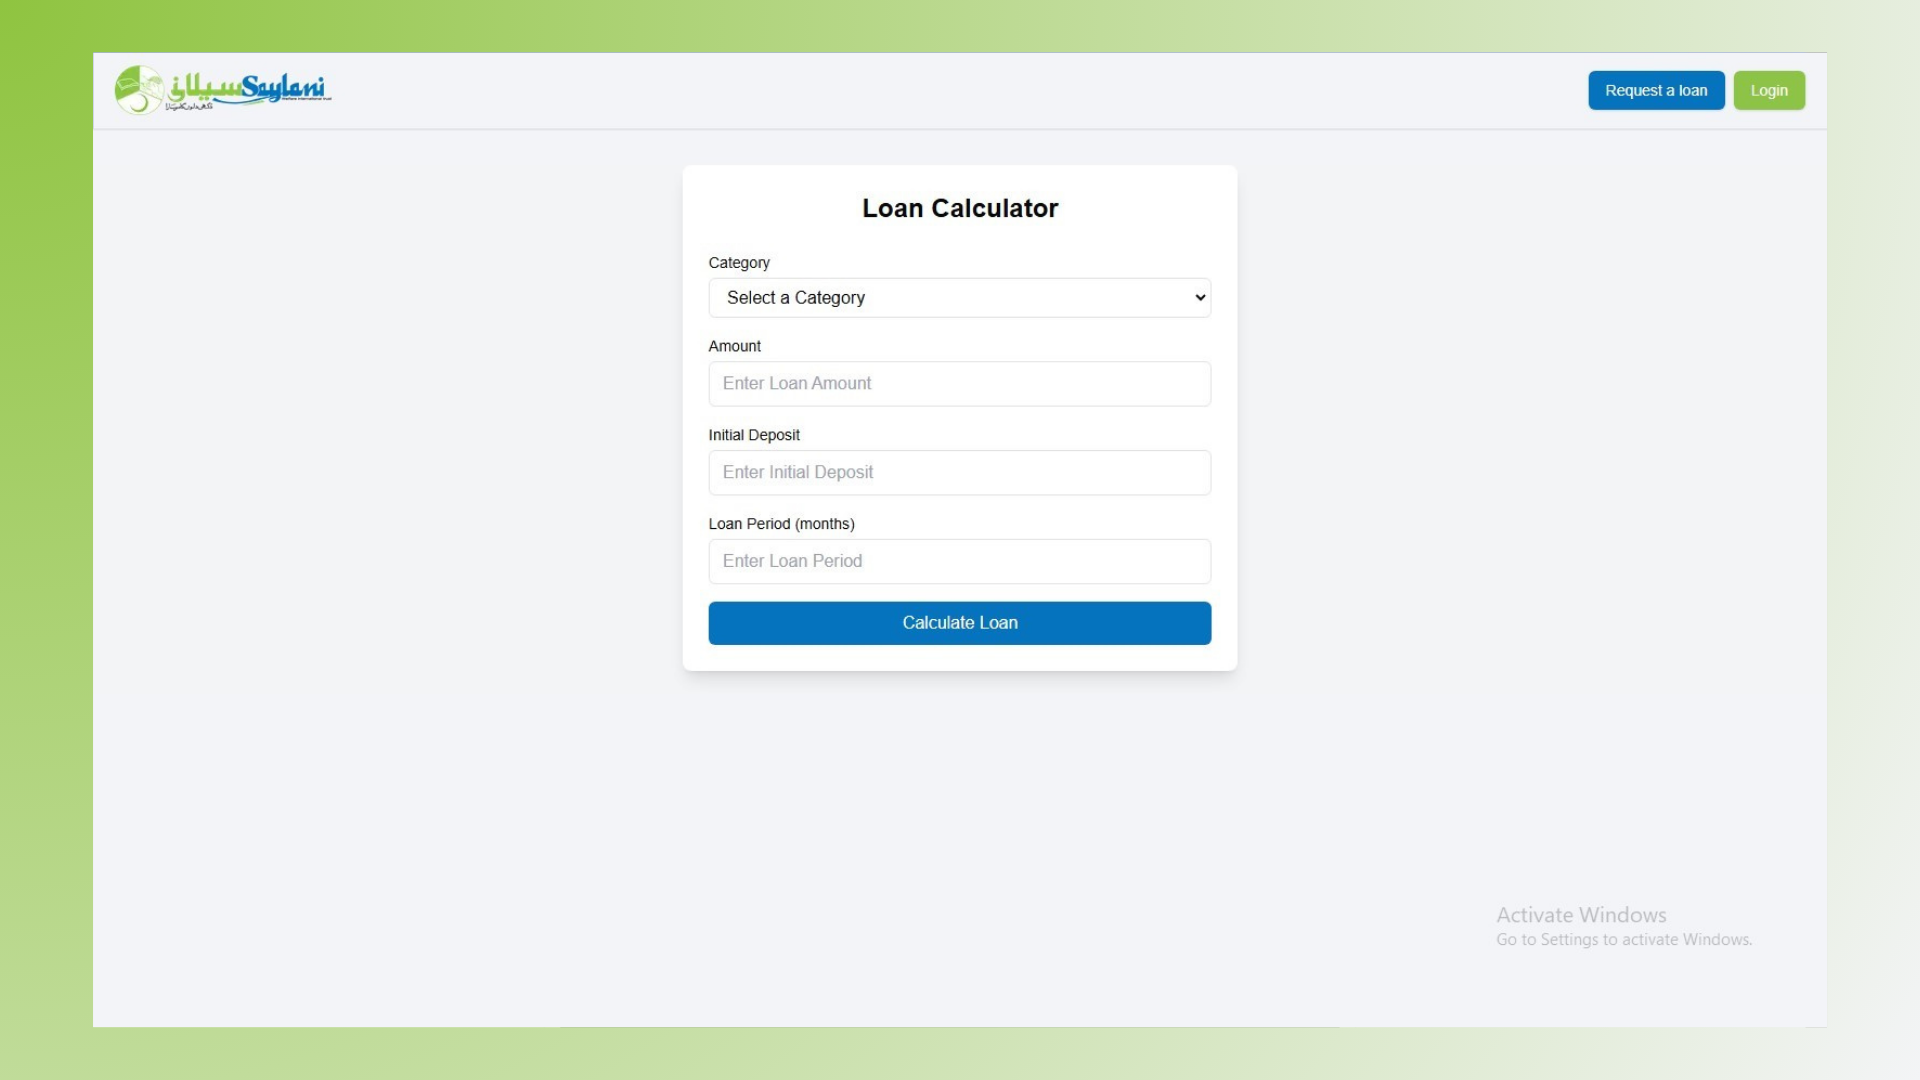 سیلانی Saylani
Request a loan
Login
Loan Calculator
Category
Select a Category
Amount
Enter Loan Amount
Initial Deposit
Enter Initial Deposit
Loan Period (months)
Enter Loan Period
Calculate Loan
Activate Windows
Go to Settings to activate Windows.